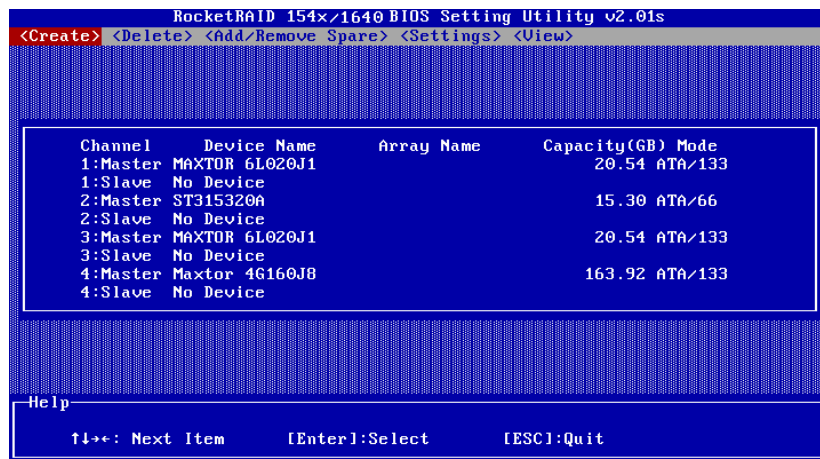 RocketRAID 154x/1640 BIOS Setting Utility v2.01s
<Create> <Delete> <Add/Remove Spare> <Settings> <View>
Channel Device Name Array Name Capacity(GB) Mode
1:Master MAXTOR 6L020J1 20.54 ATA/133
1:Slave No Device
2:Master ST315320A 15.30 ATA/66
2:Slave No Device
3:Master MAXTOR 6L020J1 20.54 ATA/133
3:Slave No Device
4:Master Maxtor 4G160J8 163.92 ATA/133
4:Slave No Device
Help
↑↓→←: Next Item [Enter]:Select [ESC]:Quit